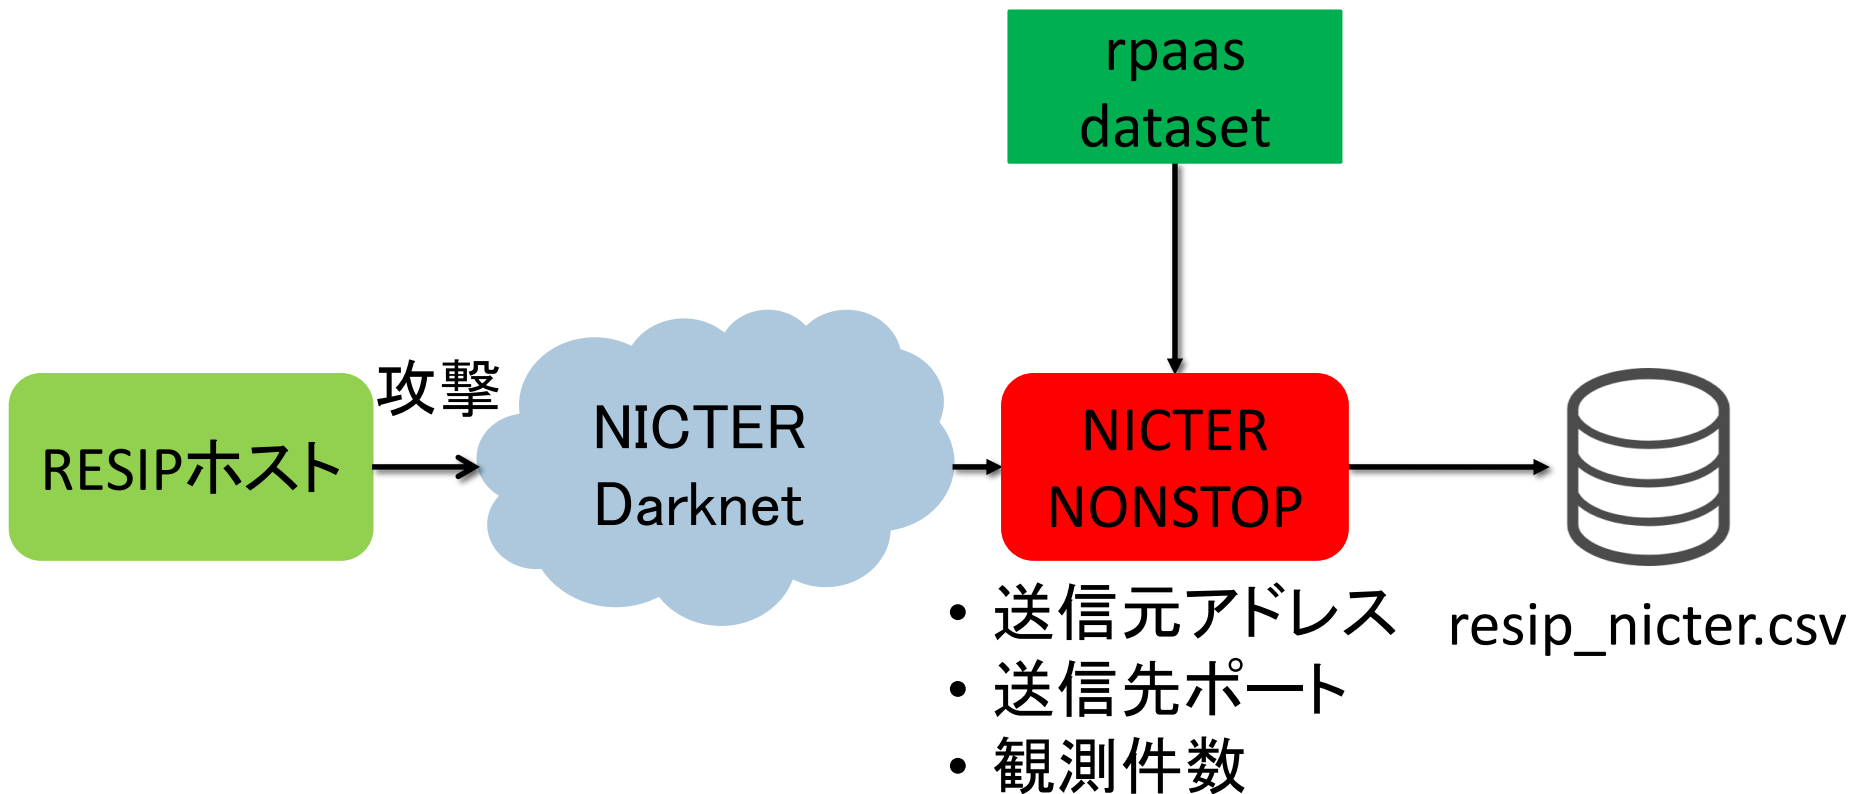 rpaas
dataset
攻撃
RESIPホスト
NICTER
Darknet
NICTER
NONSTOP
• 送信元アドレス
• 送信先ポート
• 観測件数
resip_nicter.csv